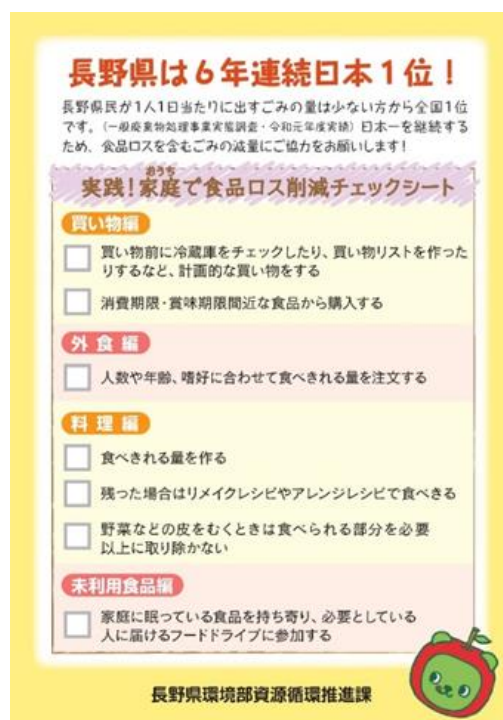 長野県は6年連続日本1位！
長野県民が1人1日当たりに出すごみの量は少ない方から全国1位
です。（一般廃棄物処理事業実態調査・令和元年度実績）日本一を継続する
ため、食品ロスを含むごみの減量にご協力をお願いします！
おうち
実践！家庭で食品ロス削減チェックシート
買い物編
買い物前に冷蔵庫をチェックしたり、買い物リストを作った
りするなど、計画的な買い物をする
消費期限・賞味期限間近な食品から購入する
外食編
人数や年齢、嗜好に合わせて食べきれる量を注文する
料理編
食べきれる量を作る
残った場合はリメイクレシピやアレンジレシピで食べきる
野菜などの皮をむくときは食べられる部分を必要
以上に取り除かない
未利用食品編
家庭に眠っている食品を持ち寄り、必要としている
人に届けるフードドライブに参加する
長野県環境部資源循環推進課